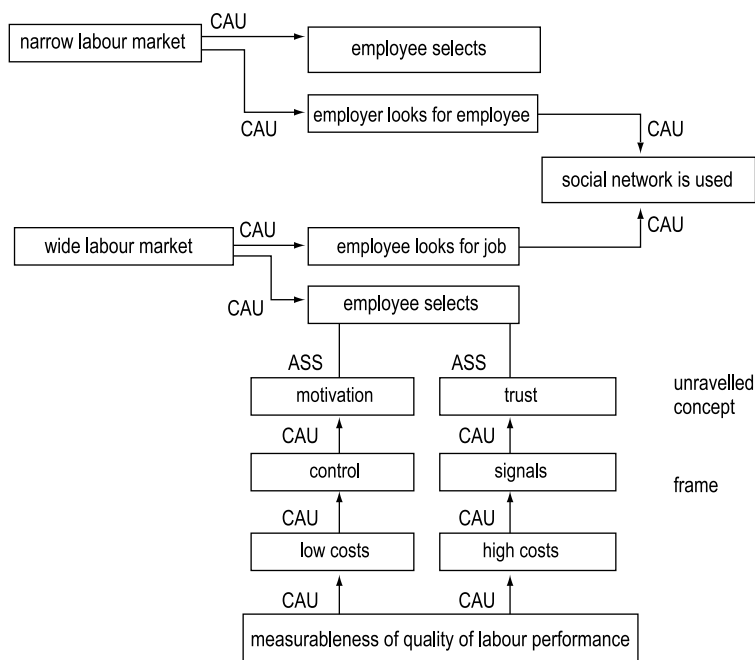 CAU
narrow labour market
employee selects
employer looks for employee
CAU
CAU
social network is used
CAU
CAU
wide labour market
employee looks for job
CAU
employee selects
ASS
ASS
motivation
trust
unravelled
concept
CAU
CAU
control
signals
frame
CAU
CAU
low costs
high costs
CAU
CAU
measurableness of quality of labour performance